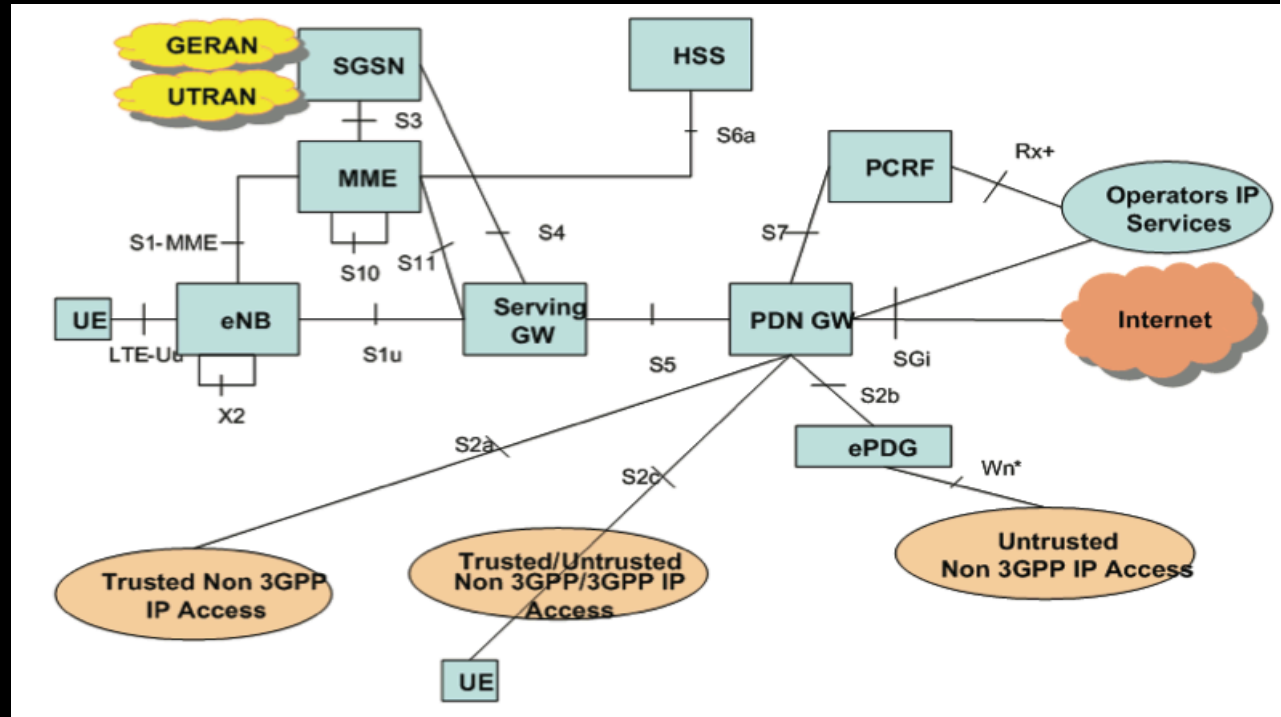 GERAN
UTRAN
SGSN
HSS
S3
S6a
MME
PCRF
Rx+
Operators IP
Services
S1-MME
S10
S11
S4
S7
UE
eNB
Serving
GW
PDN GW
Internet
LTE-Uu
S1u
S5
SGi
X2
S2b
S2a
S2c
ePDG
Wn*
Trusted Non 3GPP
IP Access
Trusted/Untrusted
Non 3GPP/3GPP IP
Access
Untrusted
Non 3GPP IP Access
UE